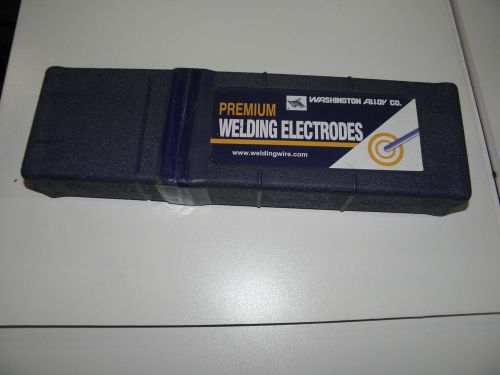 WASHINGTON ALLOY CO.
PREMIUM
WELDING ELECTRODES
www.weldingwire.com